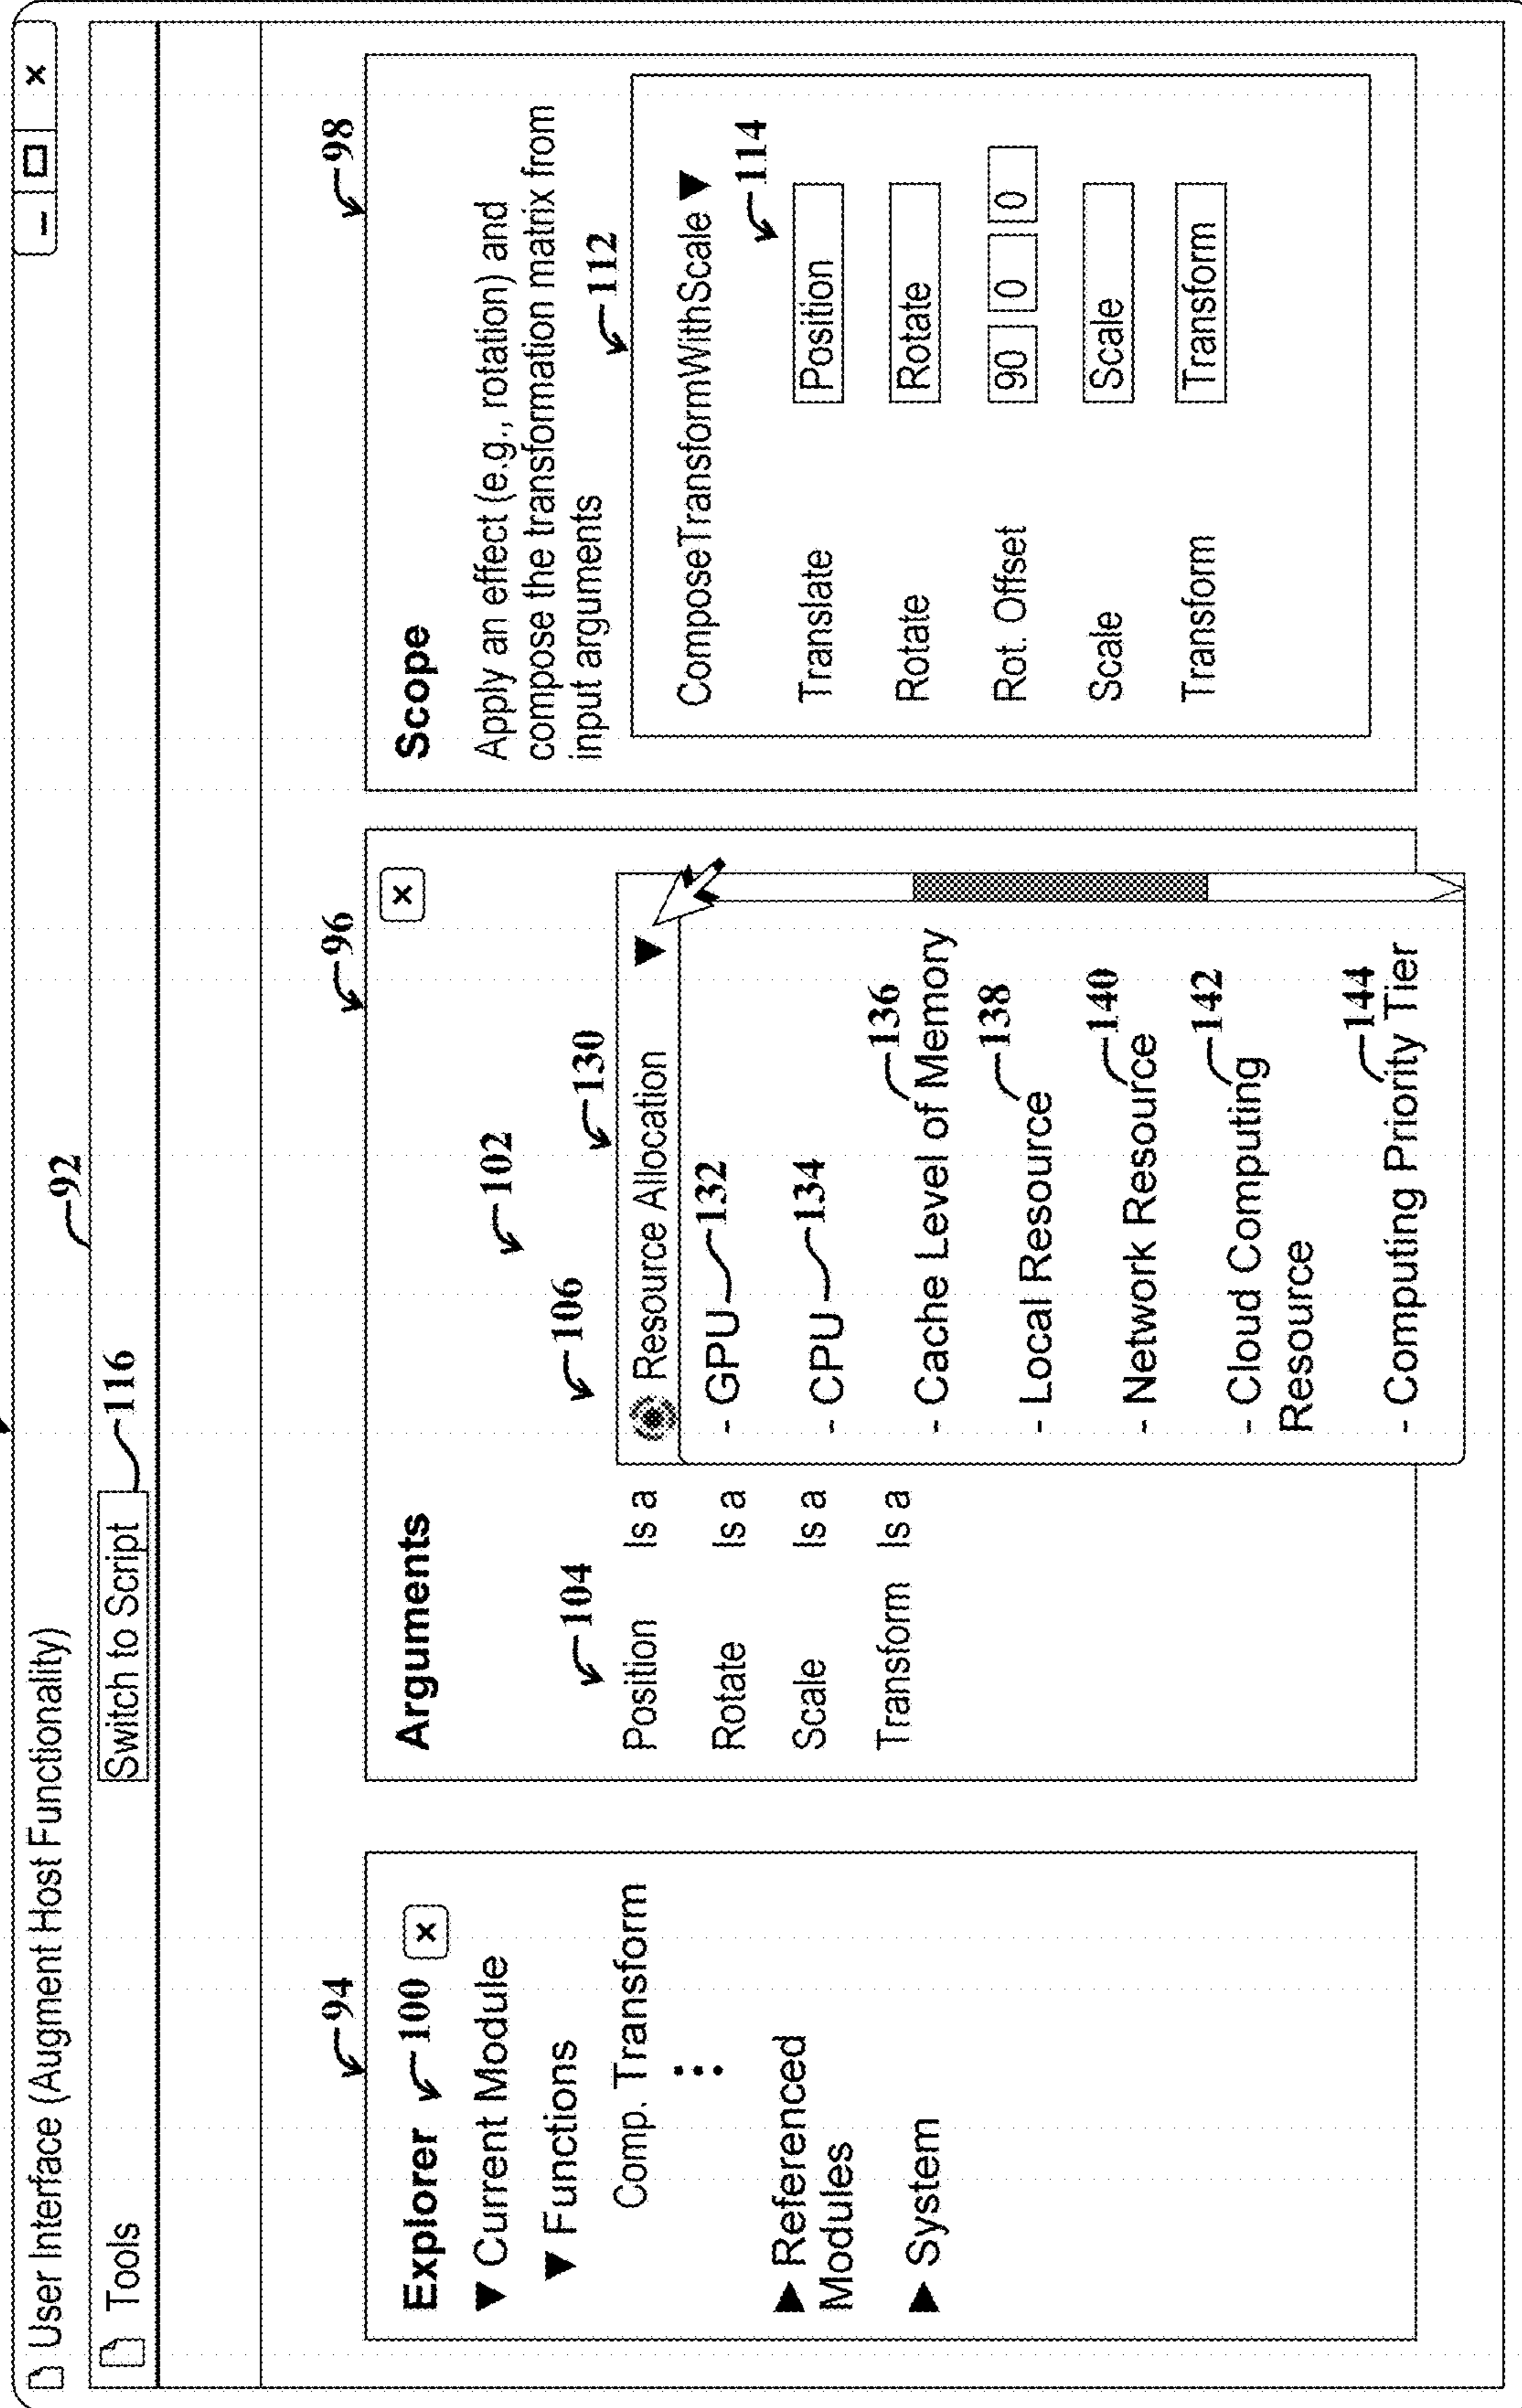 User Interface (Augment Host Functionality)
– □ ×
92
Tools
Switch to Script
116
94
Explorer
100
×
▼ Current Module
▼ Functions
Comp. Transform
⋮
▶ Referenced
Modules
▶ System
96
Arguments
×
102
104
106
130
Position Is a
Rotate Is a
Scale Is a
Transform Is a
Resource Allocation ▼
- GPU 132
- CPU 134
136
- Cache Level of Memory
138
- Local Resource
140
- Network Resource
142
- Cloud Computing
Resource
144
- Computing Priority Tier
98
Scope
Apply an effect (e.g., rotation) and
compose the transformation matrix from
input arguments
112
ComposeTransformWithScale ▼
114
Translate Position
Rotate Rotate
Rot. Offset 90 0 0
Scale Scale
Transform Transform